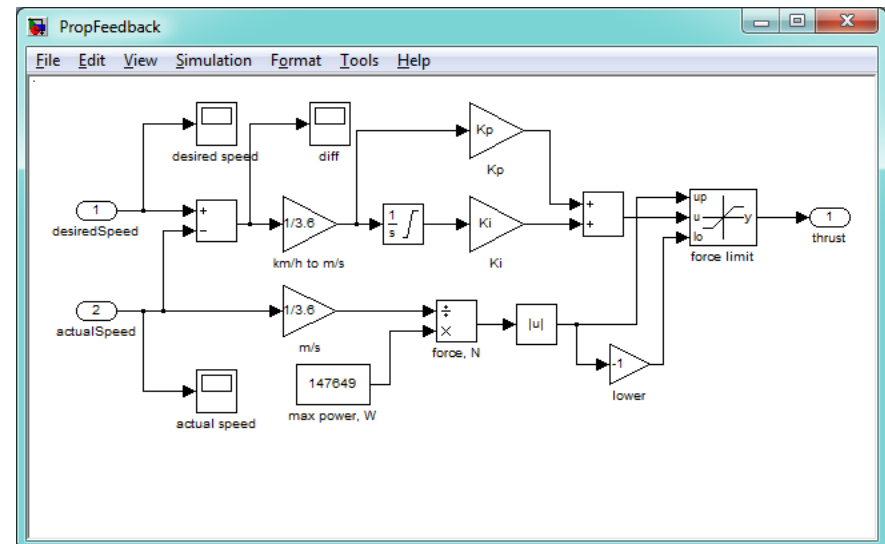 PropFeedback
File Edit View Simulation Format Tools Help
desired speed
diff
Kp
Kp
1
desiredSpeed
+
−
1/3.6
km/h to m/s
1
s
Ki
Ki
+
+
up
u
lo
y
force limit
1
thrust
2
actualSpeed
1/3.6
m/s
÷
×
force, N
|u|
-1
lower
147649
max power, W
actual speed